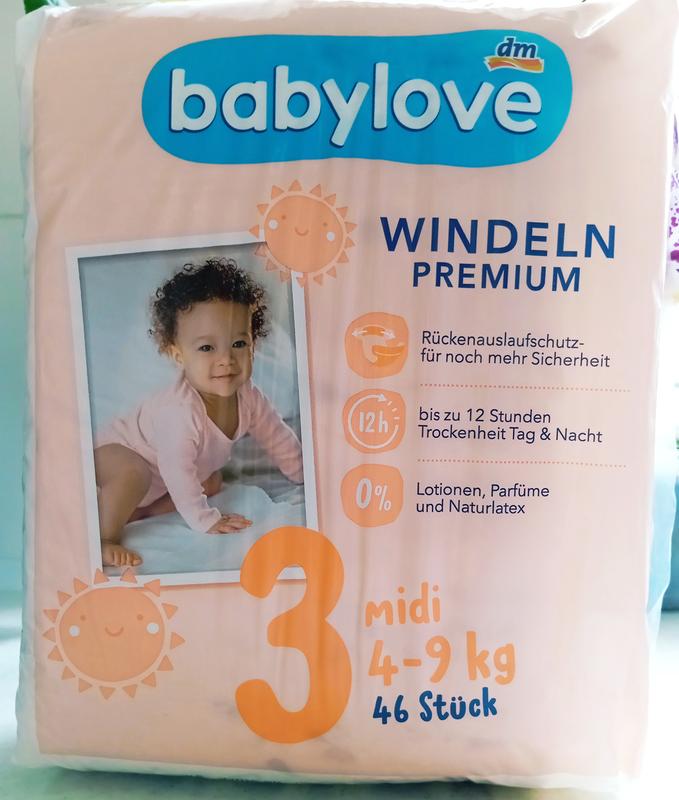 dm
babylove
WINDELN
PREMIUM
Rückenauslaufschutz-
für noch mehr Sicherheit
12h
bis zu 12 Stunden
Trockenheit Tag & Nacht
0%
Lotionen, Parfüme
und Naturlatex
3
midi
4-9 kg
46 Stück